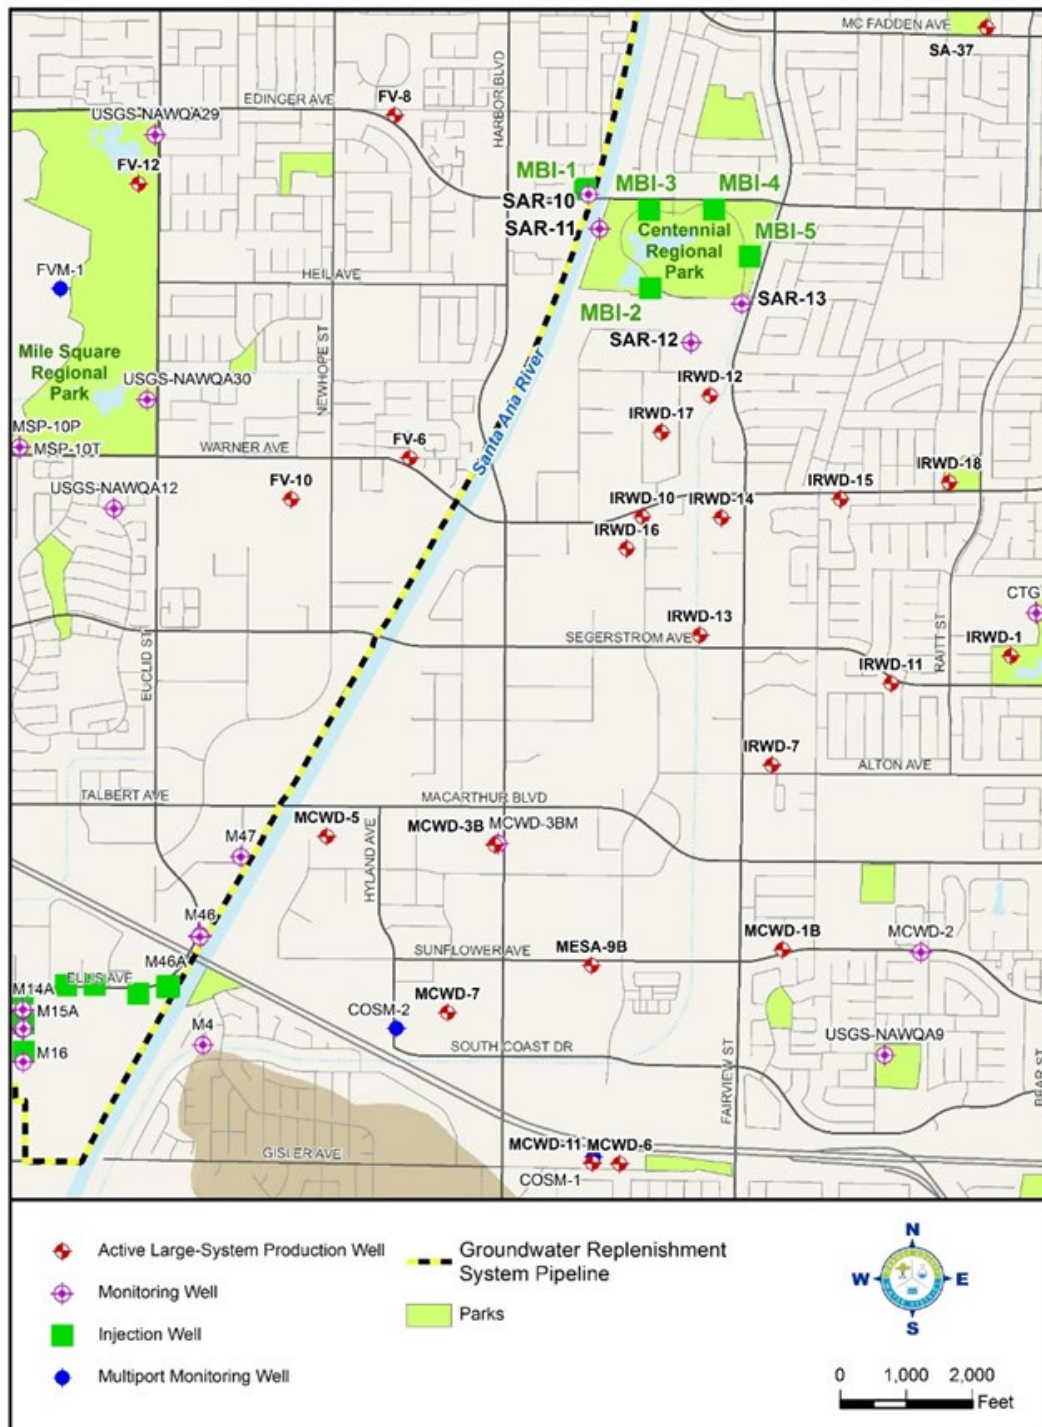 MC FADDEN AVE
SA-37
EDINGER AVE
FV-8
HARBOR BLVD
USGS-NAWQA29
FV-12
MBI-1
MBI-3
MBI-4
SAR-10
SAR-11
Centennial
Regional
Park
MBI-5
FVM-1
HEIL AVE
MBI-2
SAR-13
SAR-12
Mile Square
Regional
Park
NEWHOPE ST
USGS-NAWQA30
Santa Ana River
IRWD-12
IRWD-17
MSP-10P
MSP-10T
WARNER AVE
FV-6
USGS-NAWQA12
FV-10
IRWD-10
IRWD-14
IRWD-15
IRWD-18
IRWD-16
CTG
EUCLID ST
SEGERSTROM AVE
IRWD-13
RAITT ST
IRWD-1
IRWD-11
IRWD-7
ALTON AVE
TALBERT AVE
MACARTHUR BLVD
MCWD-5
HYLAND AVE
MCWD-3B
MCWD-3BM
M47
M46
SUNFLOWER AVE
MESA-9B
MCWD-1B
MCWD-2
M46A
ELLIS AVE
M14A
M15A
M16
M4
COSM-2
MCWD-7
SOUTH COAST DR
FAIRVIEW ST
USGS-NAWQA9
BEAR ST
GISLER AVE
MCWD-11
MCWD-6
COSM-1
Active Large-System Production Well
Monitoring Well
Injection Well
Multiport Monitoring Well
Groundwater Replenishment
System Pipeline
Parks
N
W
E
S
0 1,000 2,000
Feet